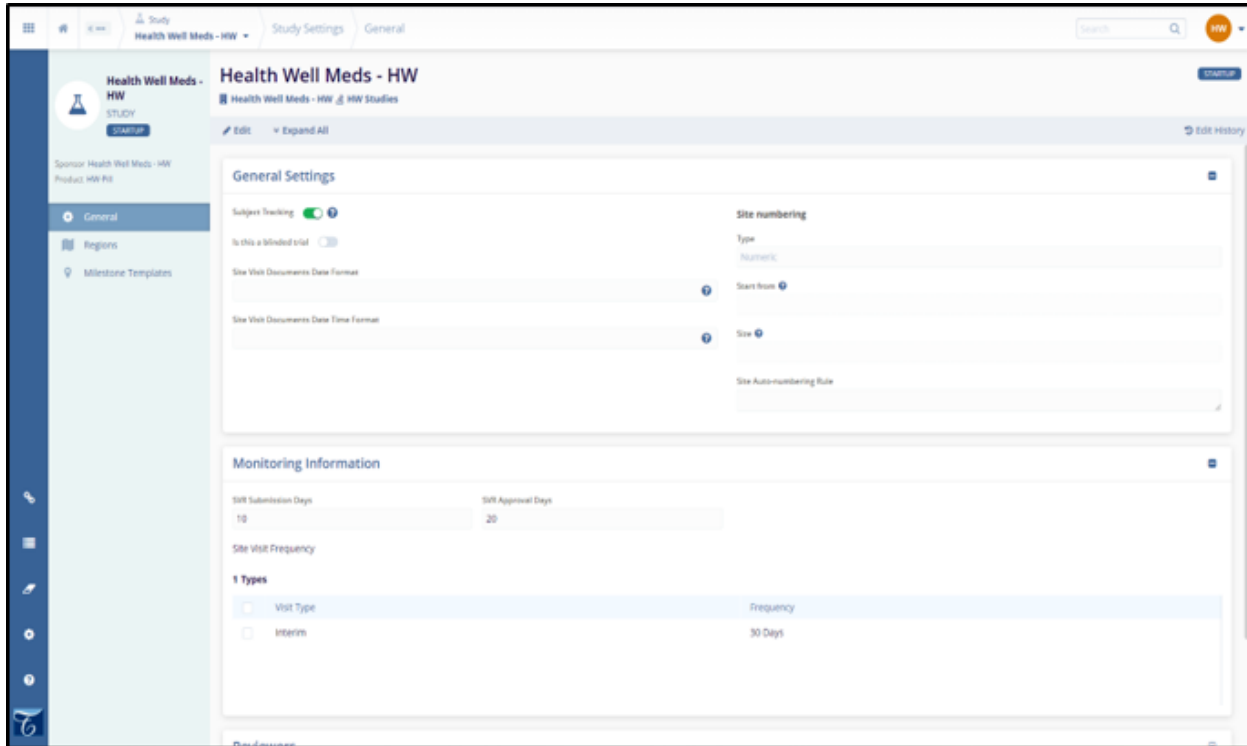 Study
Health Well Meds - HW
Study Settings
General
Search
HW
Health Well Meds - HW
STUDY
STARTUP
Sponsor: Health Well Meds - HW
Product: HW-Pill
General
Regions
Milestone Templates
Health Well Meds - HW
STARTUP
Health Well Meds - HW HW Studies
Edit
Expand All
Edit History
General Settings
Subject Tracking
Is this a blinded trial
Site Visit Documents Date Format
Site Visit Documents Date Time Format
Site numbering
Type
Numeric
Start from
Size
Site Auto-numbering Rule
Monitoring Information
SVR Submission Days
SVR Approval Days
10
20
Site Visit Frequency
1 Types
Visit Type
Frequency
Interim
30 Days